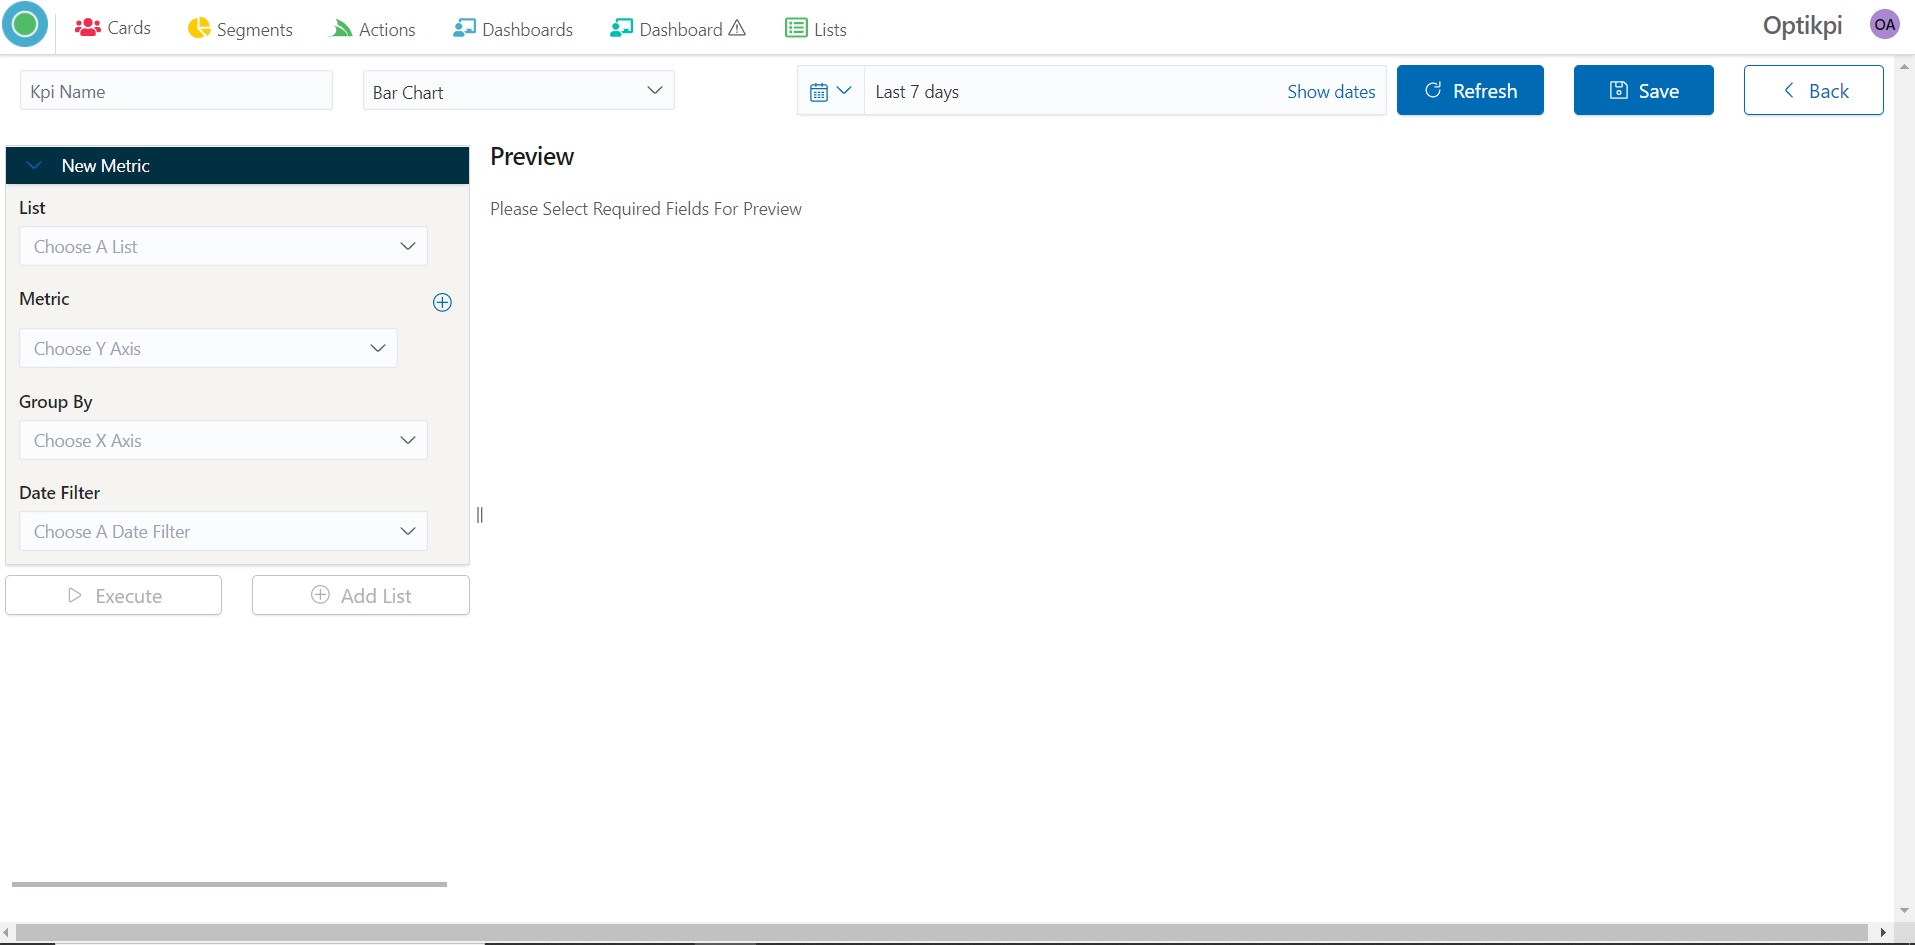 Cards Segments Actions Dashboards Dashboard Lists Optikpi OA
Kpi Name Bar Chart Last 7 days Show dates Refresh Save Back
New Metric
List
Choose A List
Metric
Choose Y Axis
Group By
Choose X Axis
Date Filter
Choose A Date Filter
Execute Add List
Preview
Please Select Required Fields For Preview